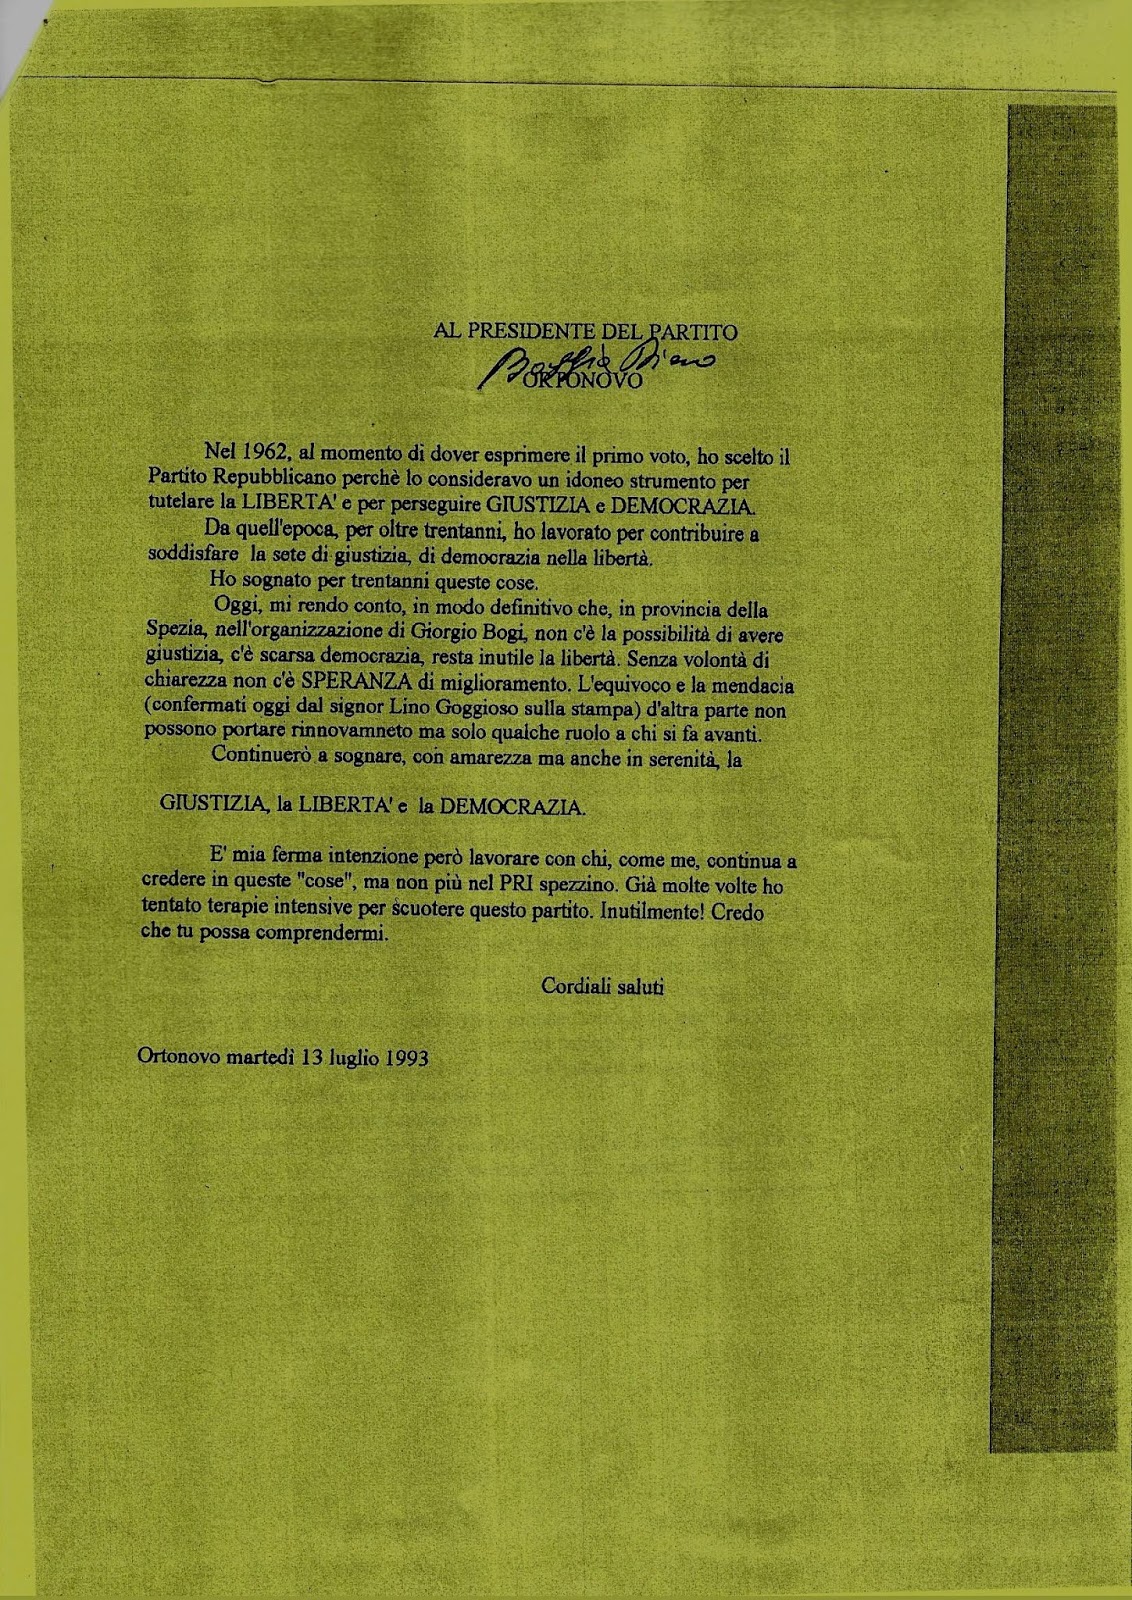 AL PRESIDENTE DEL PARTITO
ORTONOVO
Nel 1962, al momento di dover esprimere il primo voto, ho scelto il
Partito Repubblicano perchè lo consideravo un idoneo strumento per
tutelare la LIBERTA' e per perseguire GIUSTIZIA e DEMOCRAZIA.
Da quell'epoca, per oltre trentanni, ho lavorato per contribuire a
soddisfare la sete di giustizia, di democrazia nella libertà.
Ho sognato per trentanni queste cose.
Oggi, mi rendo conto, in modo definitivo che, in provincia della
Spezia, nell'organizzazione di Giorgio Bogi, non c'è la possibilità di avere
giustizia, c'è scarsa democrazia, resta inutile la libertà. Senza volontà di
chiarezza non c'è SPERANZA di miglioramento. L'equivoco e la mendacia
(confermati oggi dal signor Lino Goggioso sulla stampa) d'altra parte non
possono portare rinnovamneto ma solo qualche ruolo a chi si fa avanti.
Continuerò a sognare, con amarezza ma anche in serenità, la
GIUSTIZIA, la LIBERTA' e la DEMOCRAZIA.
E' mia ferma intenzione però lavorare con chi, come me, continua a
credere in queste "cose", ma non più nel PRI spezzino. Già molte volte ho
tentato terapie intensive per scuotere questo partito. Inutilmente! Credo
che tu possa comprendermi.
Cordiali saluti
Ortonovo martedì 13 luglio 1993